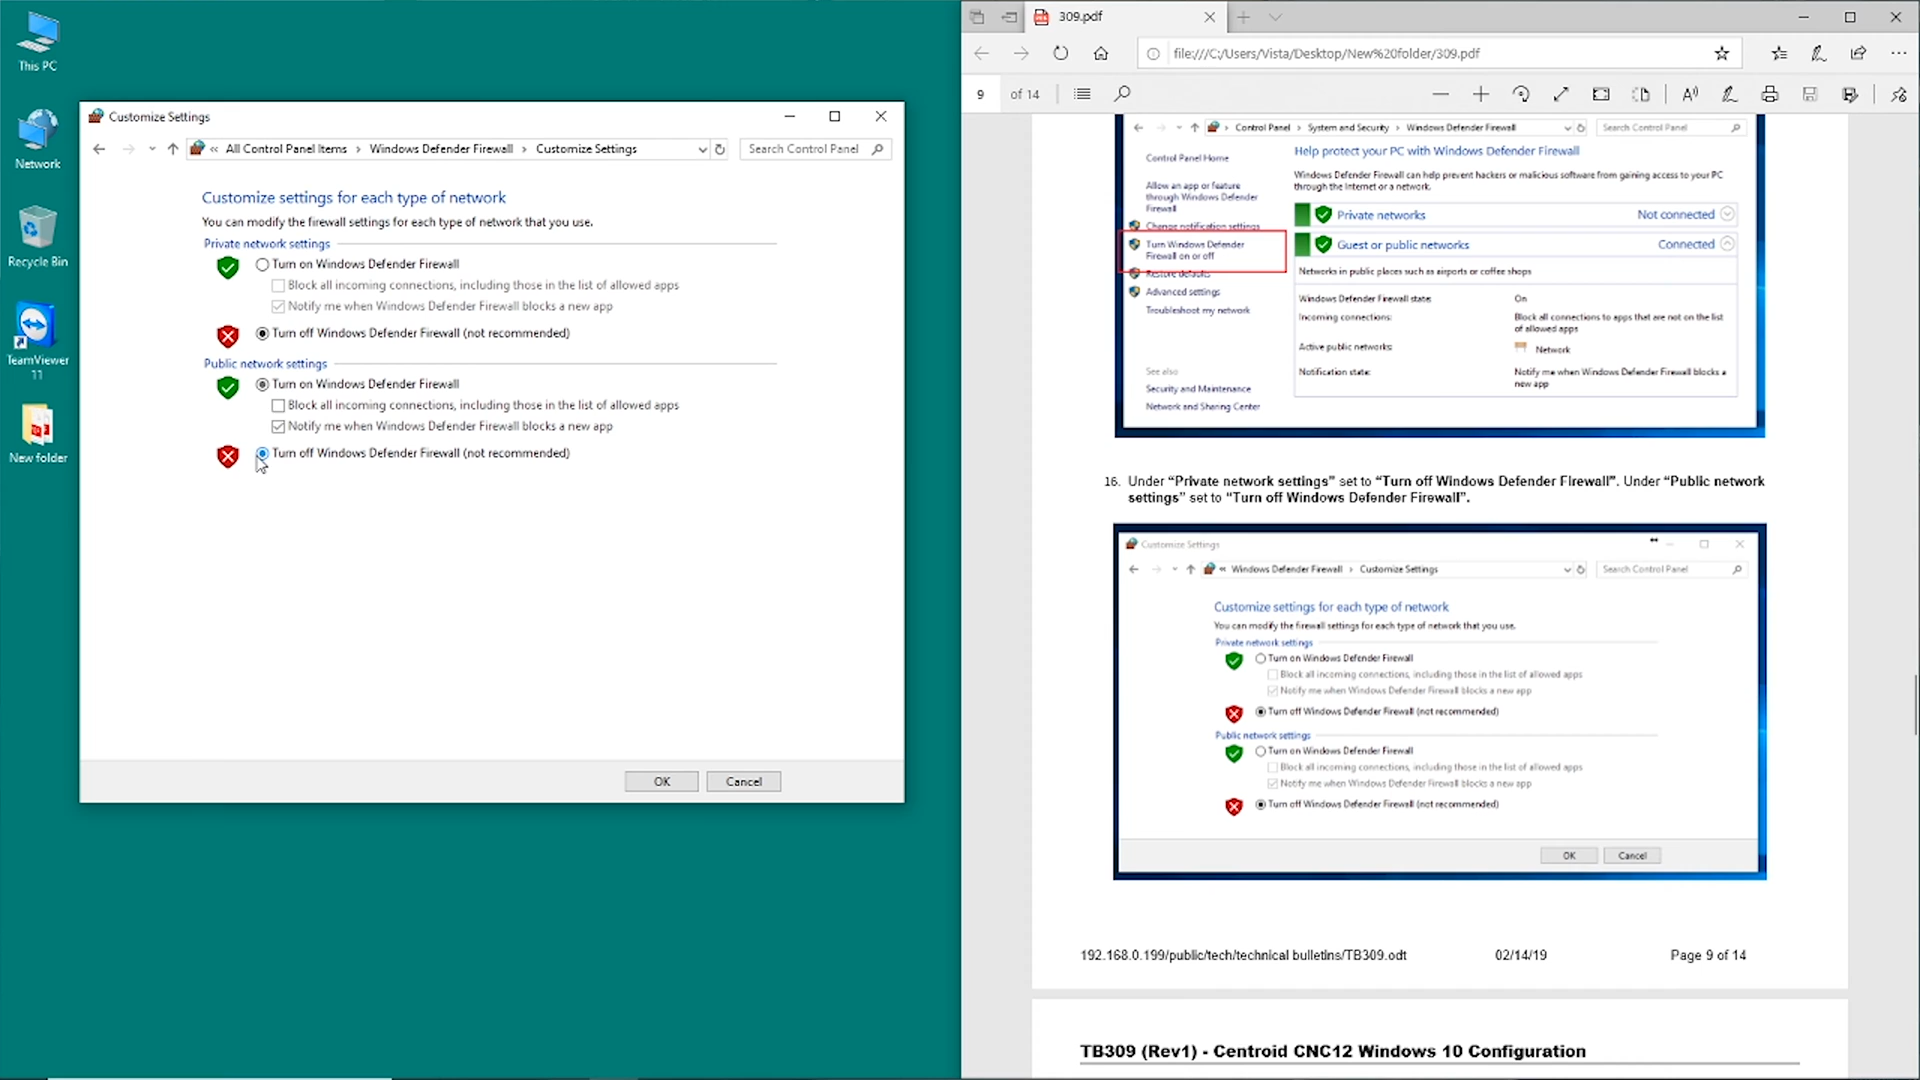 This PC
Network
Recycle Bin
TeamViewer
11
New folder
Customize Settings
« All Control Panel Items > Windows Defender Firewall > Customize Settings
Search Control Panel
Customize settings for each type of network
You can modify the firewall settings for each type of network that you use.
Private network settings
Turn on Windows Defender Firewall
Block all incoming connections, including those in the list of allowed apps
Notify me when Windows Defender Firewall blocks a new app
Turn off Windows Defender Firewall (not recommended)
Public network settings
Turn on Windows Defender Firewall
Block all incoming connections, including those in the list of allowed apps
Notify me when Windows Defender Firewall blocks a new app
Turn off Windows Defender Firewall (not recommended)
OK Cancel
309.pdf
file:///C:/Users/Vista/Desktop/New%20folder/309.pdf
9 of 14
> Control Panel > System and Security > Windows Defender Firewall
Search Control Panel
Control Panel Home
Allow an app or feature
through Windows Defender
Firewall
Change notification settings
Turn Windows Defender
Firewall on or off
Restore defaults
Advanced settings
Troubleshoot my network
See also
Security and Maintenance
Network and Sharing Center
Help protect your PC with Windows Defender Firewall
Windows Defender Firewall can help prevent hackers or malicious software from gaining access to your PC
through the Internet or a network.
Private networks Not connected
Guest or public networks Connected
Networks in public places such as airports or coffee shops
Windows Defender Firewall state: On
Incoming connections: Block all connections to apps that are not on the list
of allowed apps
Active public networks: Network
Notification state: Notify me when Windows Defender Firewall blocks a
new app
16. Under “Private network settings” set to “Turn off Windows Defender Firewall”. Under “Public network
settings” set to “Turn off Windows Defender Firewall”.
Customize Settings
« Windows Defender Firewall > Customize Settings
Search Control Panel
Customize settings for each type of network
You can modify the firewall settings for each type of network that you use.
Private network settings
Turn on Windows Defender Firewall
Block all incoming connections, including those in the list of allowed apps
Notify me when Windows Defender Firewall blocks a new app
Turn off Windows Defender Firewall (not recommended)
Public network settings
Turn on Windows Defender Firewall
Block all incoming connections, including those in the list of allowed apps
Notify me when Windows Defender Firewall blocks a new app
Turn off Windows Defender Firewall (not recommended)
OK Cancel
192.168.0.199/public/tech/technical bulletins/TB309.odt 02/14/19 Page 9 of 14
TB309 (Rev1) - Centroid CNC12 Windows 10 Configuration